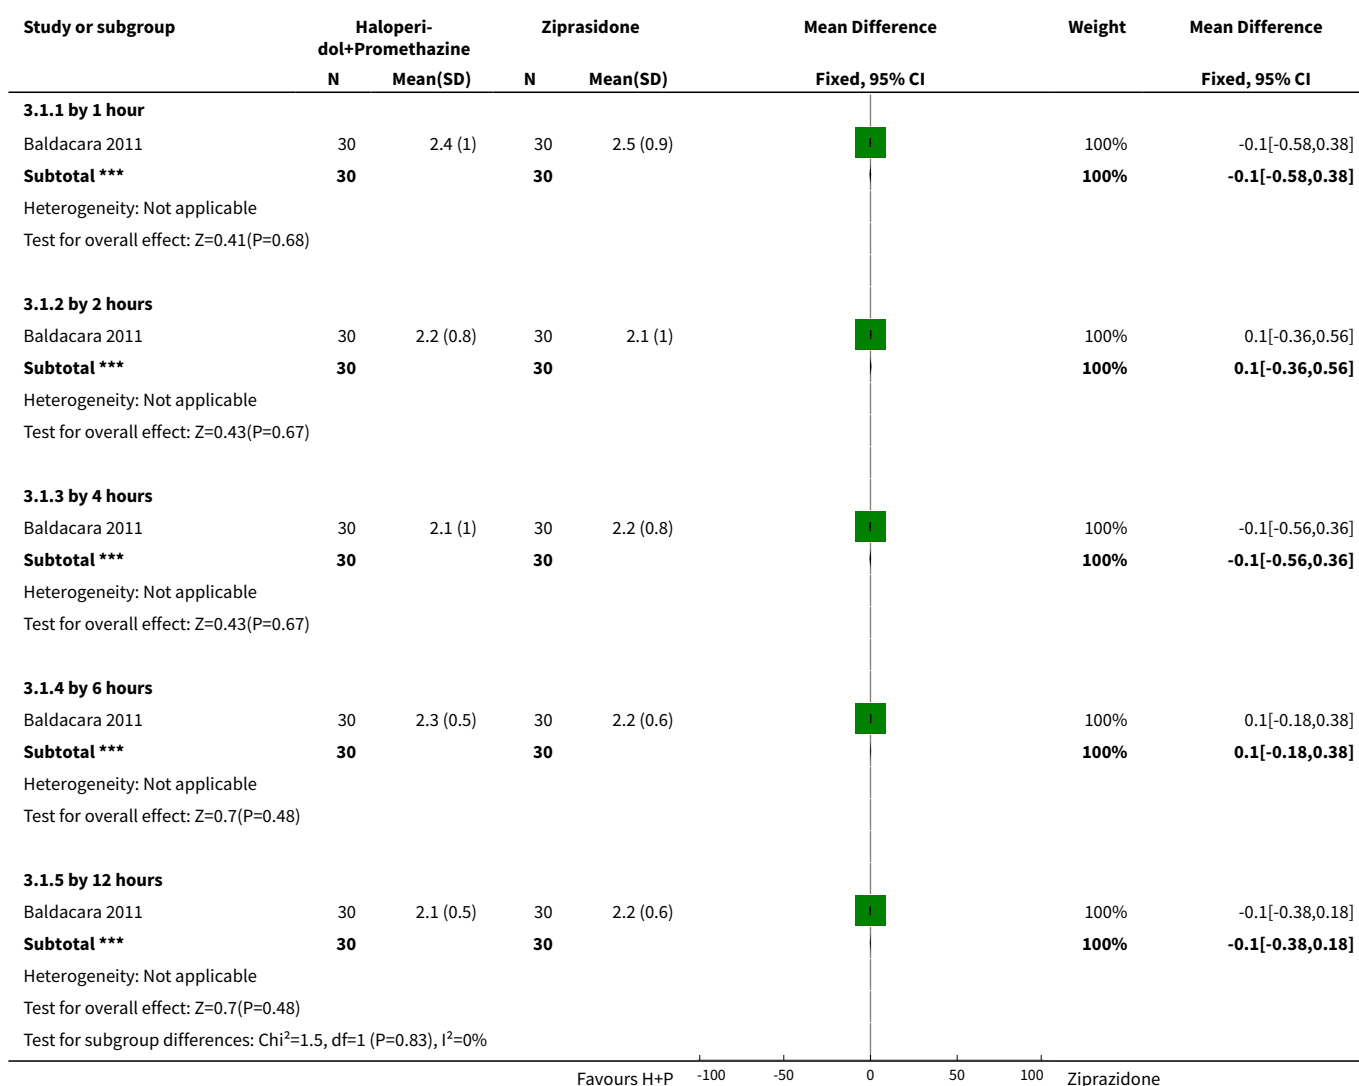 Study or subgroup Haloperi- Ziprasidone Mean Difference Weight Mean Difference
dol+Promethazine
N Mean(SD) N Mean(SD) Fixed, 95% CI Fixed, 95% CI
3.1.1 by 1 hour
Baldacara 2011 30 2.4 (1) 30 2.5 (0.9) 100% -0.1[-0.58,0.38]
Subtotal *** 30 30 100% -0.1[-0.58,0.38]
Heterogeneity: Not applicable
Test for overall effect: Z=0.41(P=0.68)
3.1.2 by 2 hours
Baldacara 2011 30 2.2 (0.8) 30 2.1 (1) 100% 0.1[-0.36,0.56]
Subtotal *** 30 30 100% 0.1[-0.36,0.56]
Heterogeneity: Not applicable
Test for overall effect: Z=0.43(P=0.67)
3.1.3 by 4 hours
Baldacara 2011 30 2.1 (1) 30 2.2 (0.8) 100% -0.1[-0.56,0.36]
Subtotal *** 30 30 100% -0.1[-0.56,0.36]
Heterogeneity: Not applicable
Test for overall effect: Z=0.43(P=0.67)
3.1.4 by 6 hours
Baldacara 2011 30 2.3 (0.5) 30 2.2 (0.6) 100% 0.1[-0.18,0.38]
Subtotal *** 30 30 100% 0.1[-0.18,0.38]
Heterogeneity: Not applicable
Test for overall effect: Z=0.7(P=0.48)
3.1.5 by 12 hours
Baldacara 2011 30 2.1 (0.5) 30 2.2 (0.6) 100% -0.1[-0.38,0.18]
Subtotal *** 30 30 100% -0.1[-0.38,0.18]
Heterogeneity: Not applicable
Test for overall effect: Z=0.7(P=0.48)
Test for subgroup differences: Chi²=1.5, df=1 (P=0.83), I²=0%
Favours H+P -100 -50 0 50 100 Ziprazidone